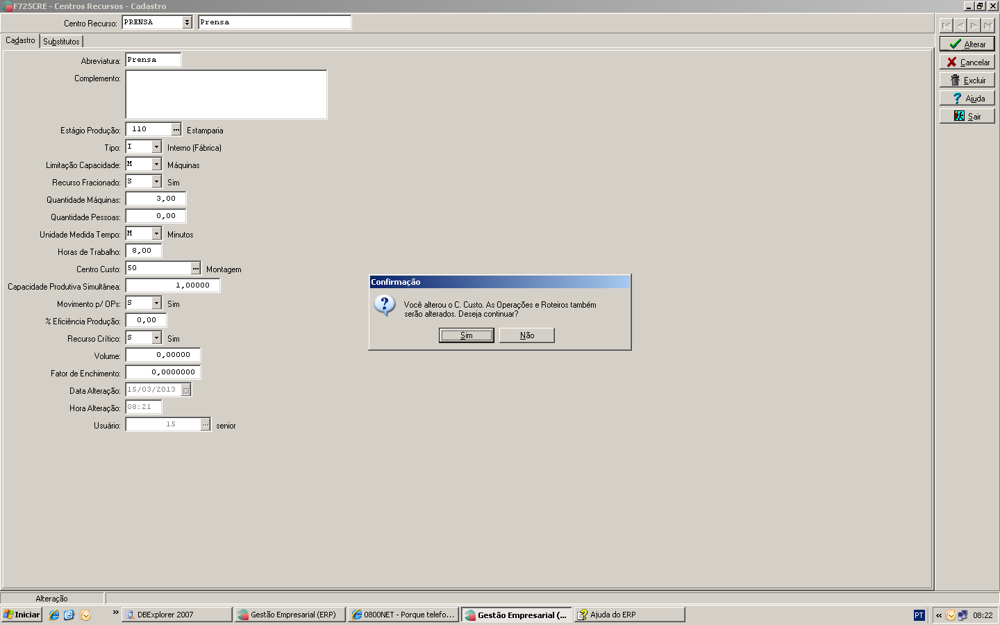 F725CRE - Centros Recursos - Cadastro
Centro Recurso: PRENSA Prensa
Cadastro Substitutos
Abreviatura: Prensa
Complemento:
Estágio Produção: 110 Estamparia
Tipo: I Interno (Fábrica)
Limitação Capacidade: M Máquinas
Recurso Fracionado: S Sim
Quantidade Máquinas: 3,00
Quantidade Pessoas: 0,00
Unidade Medida Tempo: M Minutos
Horas de Trabalho: 8,00
Centro Custo: 50 Montagem
Capacidade Produtiva Simultânea: 1,00000
Movimento p/ OPs: S Sim
% Eficiência Produção: 0,00
Recurso Crítico: S Sim
Volume: 0,00000
Fator de Enchimento: 0,0000000
Data Alteração: 15/03/2013
Hora Alteração: 08:21
Usuário: 15 senior
Alterar
Cancelar
Excluir
Ajuda
Sair
Confirmação
Você alterou o C. Custo. As Operações e Roteiros também
serão alterados. Deseja continuar?
Sim Não
Alteração
Iniciar » DBExplorer 2007 Gestão Empresarial (ERP) 0800NET - Porque telefo... Gestão Empresarial (... Ajuda do ERP PT « 08:22